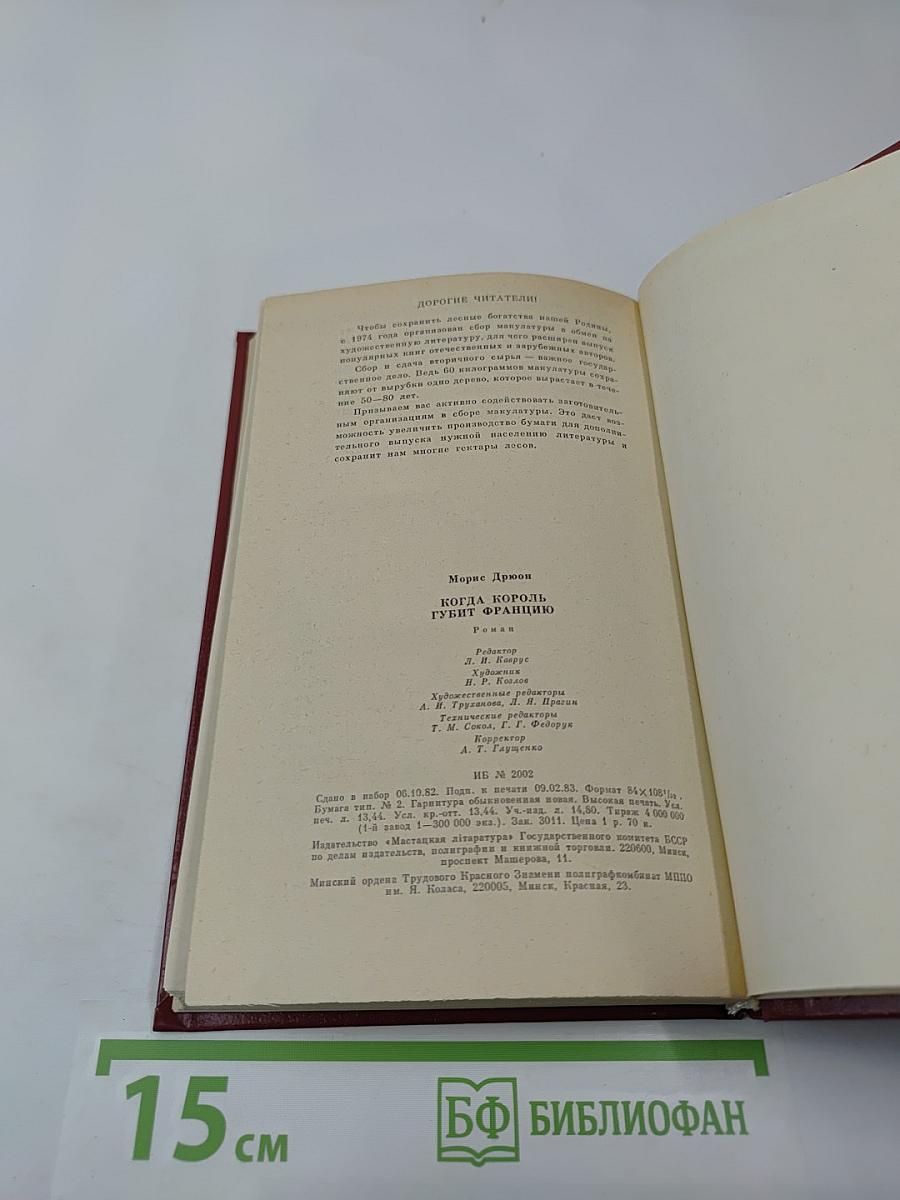 ДОРОГИЕ ЧИТАТЕЛИ!
Чтобы сохранить лесные богатства нашей Родины,
с 1974 года организован сбор макулатуры в обмен на
художественную литературу, для чего расширен выпуск
популярных книг отечественных и зарубежных авторов.
Сбор и сдача вторичного сырья — важное государ-
ственное дело. Ведь 60 килограммов макулатуры сохра-
няют от вырубки одно дерево, которое вырастает в тече-
ние 50—80 лет.
Призываем вас активно содействовать заготовитель-
ным организациям в сборе макулатуры. Это даст воз-
можность увеличить производство бумаги для дополни-
тельного выпуска нужной населению литературы и
сохранит нам многие гектары лесов.
Морис Дрюон
КОГДА КОРОЛЬ
ГУБИТ ФРАНЦИЮ
Роман
Редактор
Л. И. Каврус
Художник
Н. Р. Козлов
Художественные редакторы
А. И. Труханова, Л. Я. Прагин
Технические редакторы
Т. М. Сокол, Г. Г. Федорук
Корректор
А. Т. Глущенко
ИБ № 2002
Сдано в набор 06.10.82. Подп. к печати 09.02.83. Формат 84×108¹/₃₂.
Бумага тип. № 2. Гарнитура обыкновенная новая. Высокая печать. Усл.
печ. л. 13,44. Усл. кр.-отт. 13,44. Уч.-изд. л. 14,80. Тираж 4 000 000
(1-й завод 1—300 000 экз.). Зак. 3011. Цена 1 р. 70 к.
Издательство «Мастацкая літаратура» Государственного комитета БССР
по делам издательств, полиграфии и книжной торговли. 220600, Минск,
проспект Машерова, 11.
Минский ордена Трудового Красного Знамени полиграфкомбинат МППО
им. Я. Коласа, 220005, Минск, Красная, 23.
15 см
БФ БИБЛИОФАН